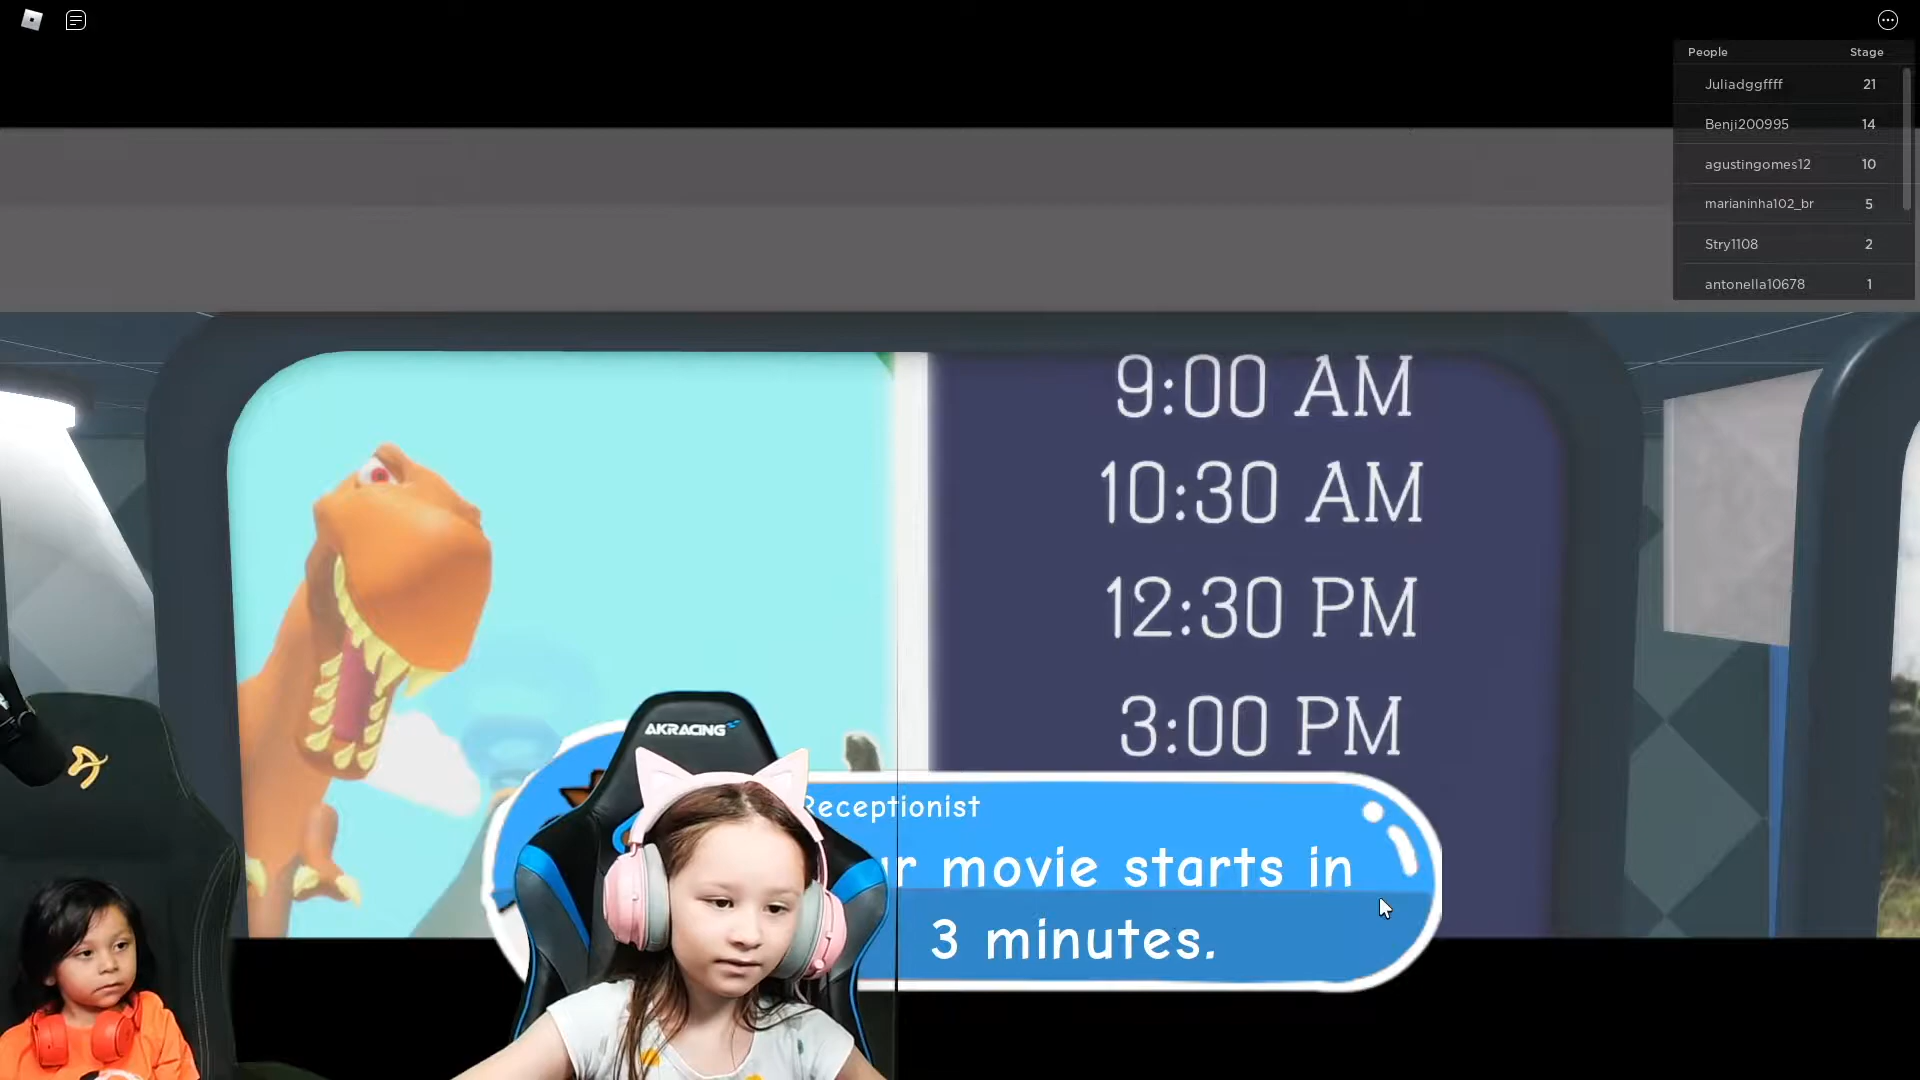 People Stage
Juliadggffff 21
Benji200995 14
agustingomes12 10
marianinha102_br 5
Stry1108 2
antonella10678 1
9:00 AM
10:30 AM
12:30 PM
3:00 PM
AKRACING
Receptionist
movie starts in
3 minutes.